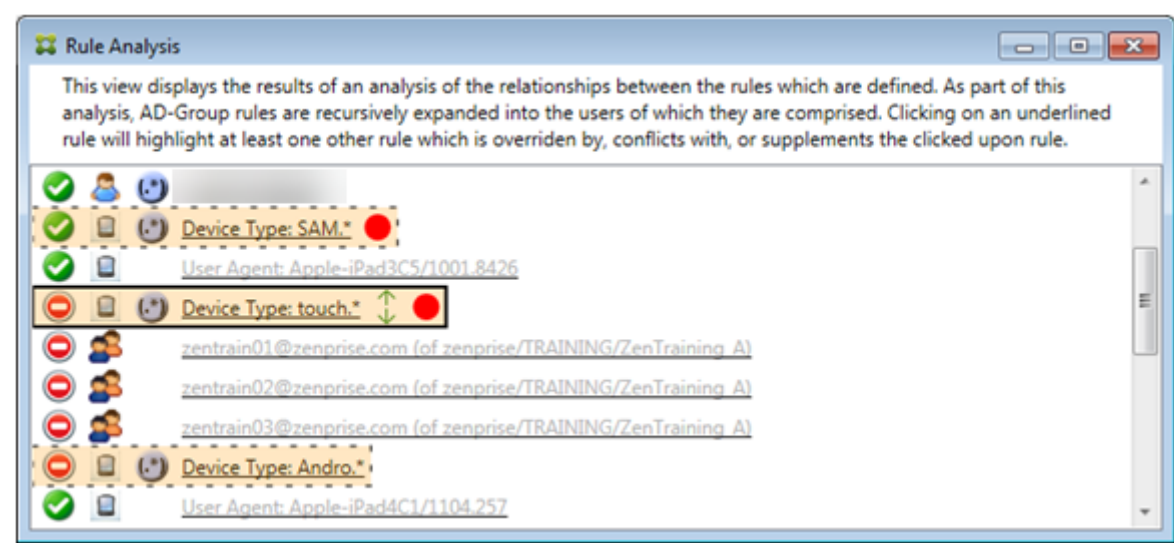 Rule Analysis
This view displays the results of an analysis of the relationships between the rules which are defined. As part of this
analysis, AD-Group rules are recursively expanded into the users of which they are comprised. Clicking on an underlined
rule will highlight at least one other rule which is overriden by, conflicts with, or supplements the clicked upon rule.
(.*)
(.*) Device Type: SAM.*
User Agent: Apple-iPad3C5/1001.8426
(.*) Device Type: touch.*
zentrain01@zenprise.com (of zenprise/TRAINING/ZenTraining A)
zentrain02@zenprise.com (of zenprise/TRAINING/ZenTraining A)
zentrain03@zenprise.com (of zenprise/TRAINING/ZenTraining A)
(.*) Device Type: Andro.*
User Agent: Apple-iPad4C1/1104.257